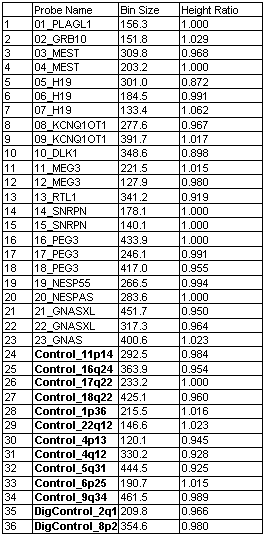 Probe Name Bin Size Height Ratio
1 01_PLAGL1 156.3 1.000
2 02_GRB10 151.8 1.029
3 03_MEST 309.8 0.968
4 04_MEST 203.2 1.000
5 05_H19 301.0 0.872
6 06_H19 184.5 0.991
7 07_H19 133.4 1.062
8 08_KCNQ1OT1 277.6 0.967
9 09_KCNQ1OT1 391.7 1.017
10 10_DLK1 348.6 0.898
11 11_MEG3 221.5 1.015
12 12_MEG3 127.9 0.980
13 13_RTL1 341.2 0.919
14 14_SNRPN 178.1 1.000
15 15_SNRPN 140.1 1.000
16 16_PEG3 433.9 1.000
17 17_PEG3 246.1 0.991
18 18_PEG3 417.0 0.955
19 19_NESP55 266.5 0.994
20 20_NESPAS 283.6 1.000
21 21_GNASXL 451.7 0.950
22 22_GNASXL 317.3 0.964
23 23_GNAS 400.6 1.023
24 Control_11p14 292.5 0.984
25 Control_16q24 363.9 0.954
26 Control_17q22 233.2 1.000
27 Control_18q22 425.1 0.960
28 Control_1p36 215.5 1.016
29 Control_22q12 146.6 1.023
30 Control_4p13 120.1 0.945
31 Control_4q12 330.2 0.928
32 Control_5q31 444.5 0.925
33 Control_6p25 190.7 1.015
34 Control_9q34 461.5 0.989
35 DigControl_2q1 209.8 0.966
36 DigControl_8p2 354.6 0.980